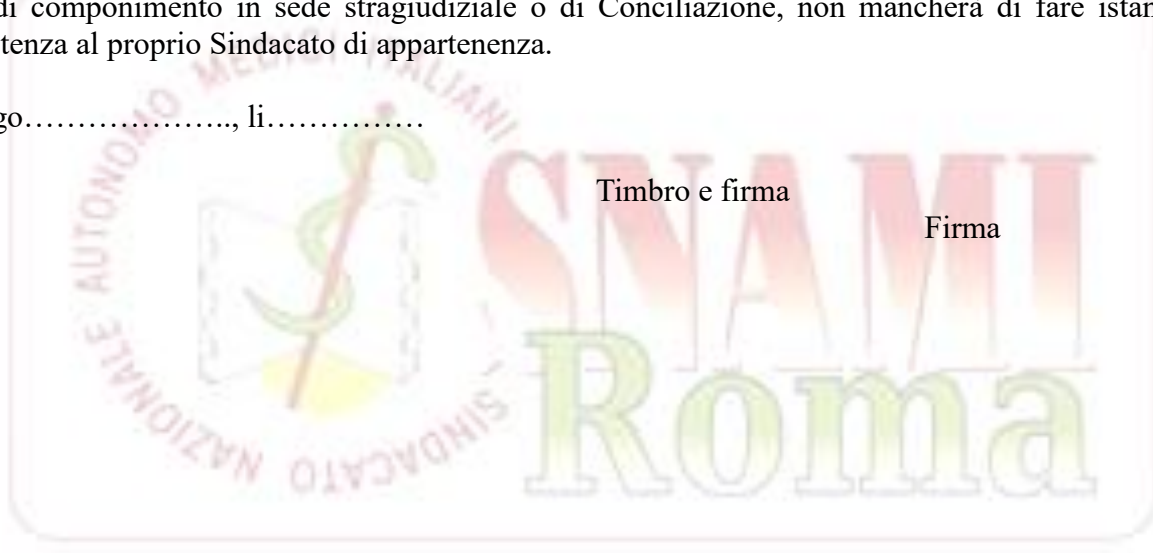 di componimento in sede stragiudiziale o di Conciliazione, non mancherà di fare istan
tenza al proprio Sindacato di appartenenza.
go…………………., li……………
Timbro e firma
Firma
SINDACATO NAZIONALE AUTONOMO MEDICI ITALIANI
SNAMI
Roma